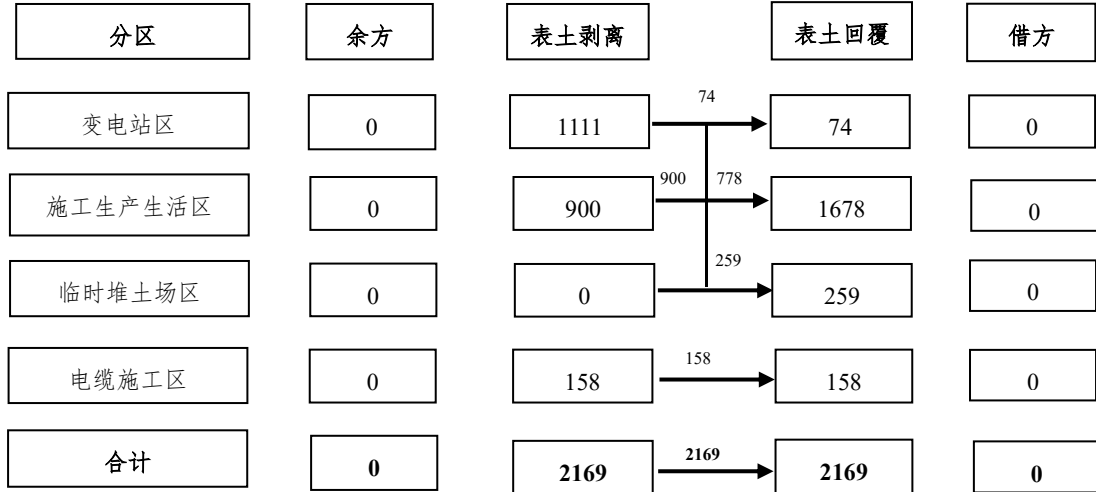 分区 余方 表土剥离 表土回覆 借方
变电站区 0 1111 74 74 0
施工生产生活区 0 900 900 778 1678 0
临时堆土场区 0 0 259 259 0
电缆施工区 0 158 158 158 0
合计 0 2169 2169 2169 0